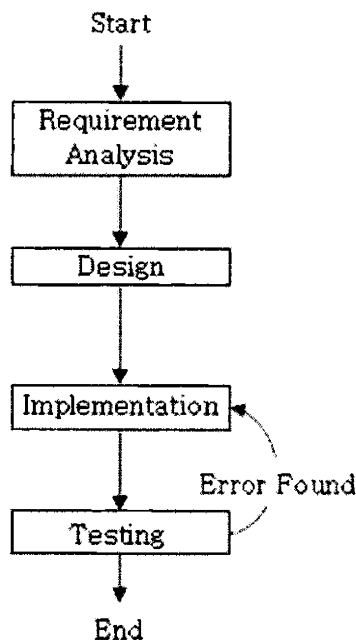 Start
Requirement
Analysis
Design
Implementation
Error Found
Testing
End